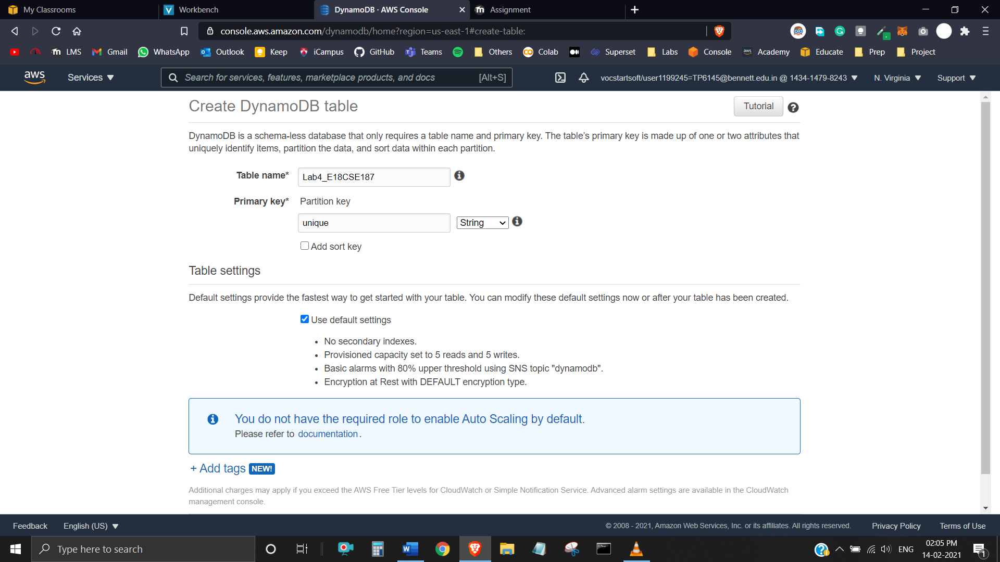 My Classrooms
Workbench
DynamoDB · AWS Console
Assignment
console.aws.amazon.com/dynamodb/home?region=us-east-1#create-table:
LMS
Gmail
WhatsApp
Outlook
Keep
iCampus
GitHub
Teams
Others
Colab
Superset
Labs
Console
Academy
Educate
Prep
Project
aws
Services
Search for services, features, marketplace products, and docs [Alt+S]
vocstartsoft/user1199245=TP6145@bennett.edu.in @ 1434-1479-8243
N. Virginia
Support
Create DynamoDB table
Tutorial
DynamoDB is a schema-less database that only requires a table name and primary key. The table's primary key is made up of one or two attributes that
uniquely identify items, partition the data, and sort data within each partition.
Table name* Lab4_E18CSE187
Primary key* Partition key
unique String
Add sort key
Table settings
Default settings provide the fastest way to get started with your table. You can modify these default settings now or after your table has been created.
Use default settings
• No secondary indexes.
• Provisioned capacity set to 5 reads and 5 writes.
• Basic alarms with 80% upper threshold using SNS topic "dynamodb".
• Encryption at Rest with DEFAULT encryption type.
You do not have the required role to enable Auto Scaling by default.
Please refer to documentation.
+ Add tags NEW!
Additional charges may apply if you exceed the AWS Free Tier levels for CloudWatch or Simple Notification Service. Advanced alarm settings are available in the CloudWatch
management console.
Feedback
English (US)
© 2008 - 2021, Amazon Web Services, Inc. or its affiliates. All rights reserved.
Privacy Policy
Terms of Use
Type here to search
ENG
02:05 PM
14-02-2021
1